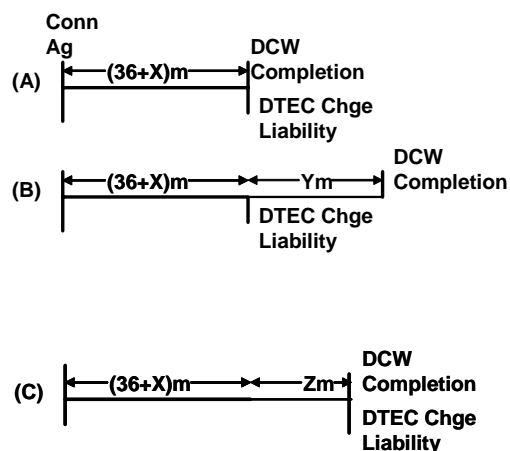 Conn
Ag
(A)
(36+X)m
DCW
Completion
DTEC Chge
Liability
(B)
(36+X)m
Ym
DCW
Completion
DTEC Chge
Liability
(C)
(36+X)m
Zm
DCW
Completion
DTEC Chge
Liability